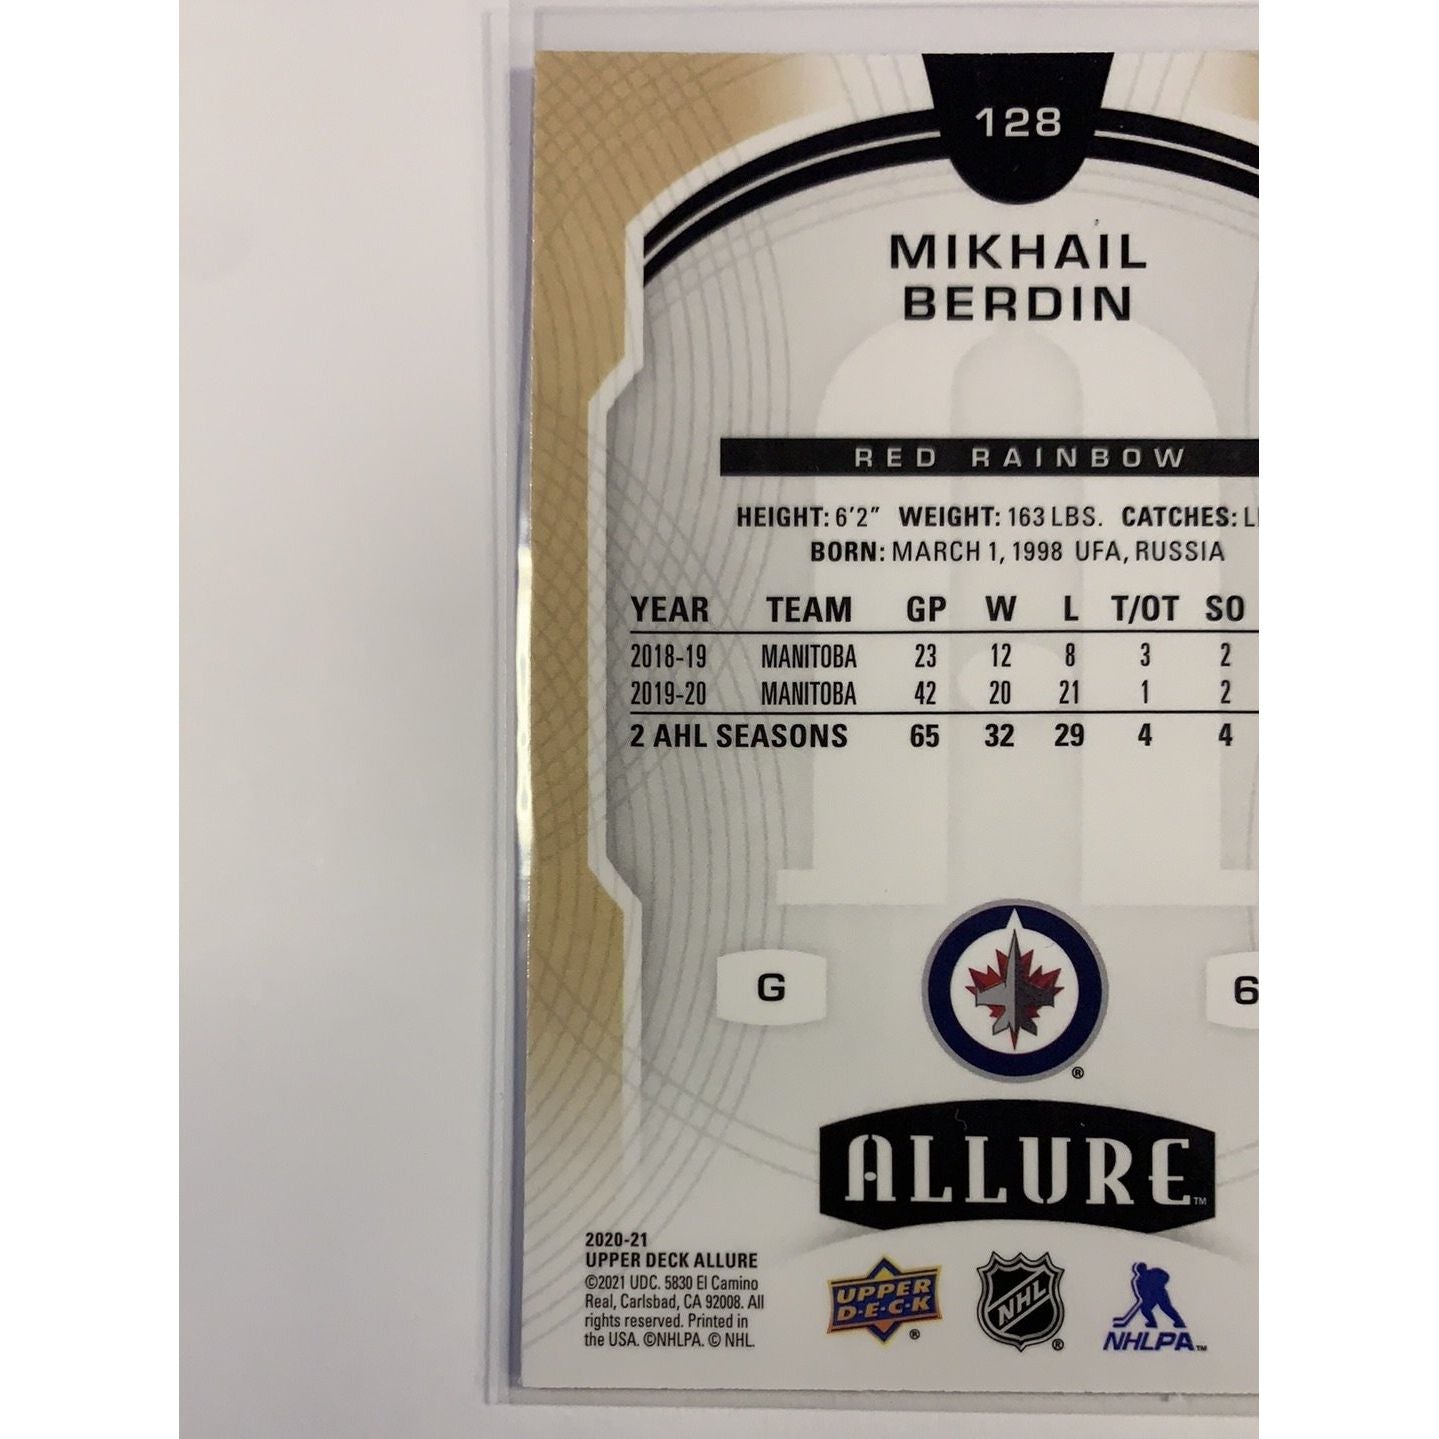 128
MIKHAIL
BERDIN
RED RAINBOW
HEIGHT: 6'2" WEIGHT: 163 LBS. CATCHES:
BORN: MARCH 1, 1998 UFA, RUSSIA
YEAR TEAM GP W L T/OT SO
2018-19 MANITOBA 23 12 8 3 2
2019-20 MANITOBA 42 20 21 1 2
2 AHL SEASONS 65 32 29 4 4
G
6
ALLURE™
2020-21
UPPER DECK ALLURE
©2021 UDC. 5830 El Camino
Real, Carlsbad, CA 92008. All
rights reserved. Printed in
the USA. ©NHLPA. © NHL.
UPPER
D·E·C·K
®
NHL
®
NHLPA™
®